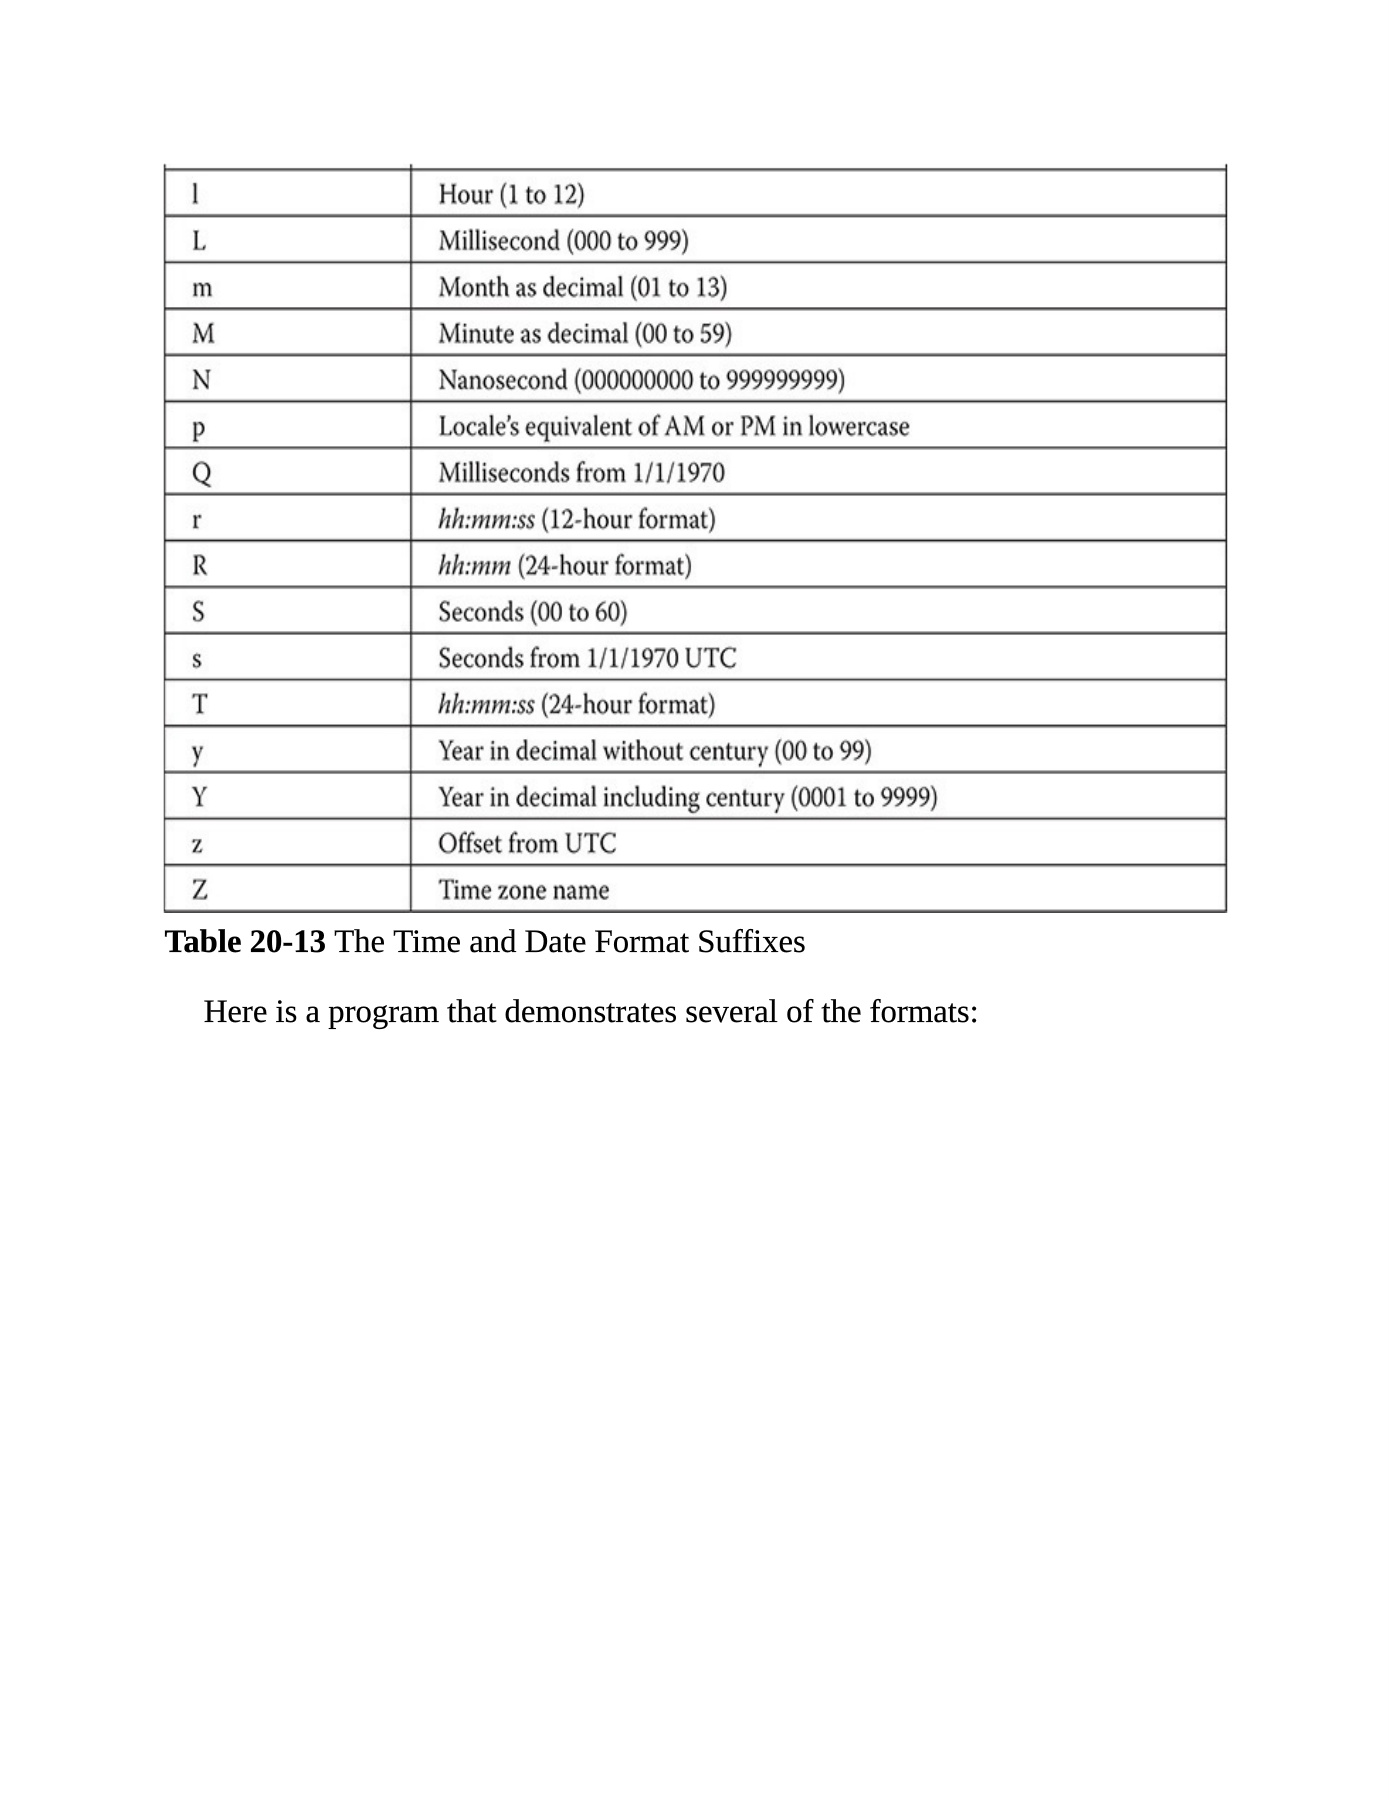 l Hour (1 to 12)
L Millisecond (000 to 999)
m Month as decimal (01 to 13)
M Minute as decimal (00 to 59)
N Nanosecond (000000000 to 999999999)
p Locale’s equivalent of AM or PM in lowercase
Q Milliseconds from 1/1/1970
r hh:mm:ss (12-hour format)
R hh:mm (24-hour format)
S Seconds (00 to 60)
s Seconds from 1/1/1970 UTC
T hh:mm:ss (24-hour format)
y Year in decimal without century (00 to 99)
Y Year in decimal including century (0001 to 9999)
z Offset from UTC
Z Time zone name
Table 20-13 The Time and Date Format Suffixes
Here is a program that demonstrates several of the formats: